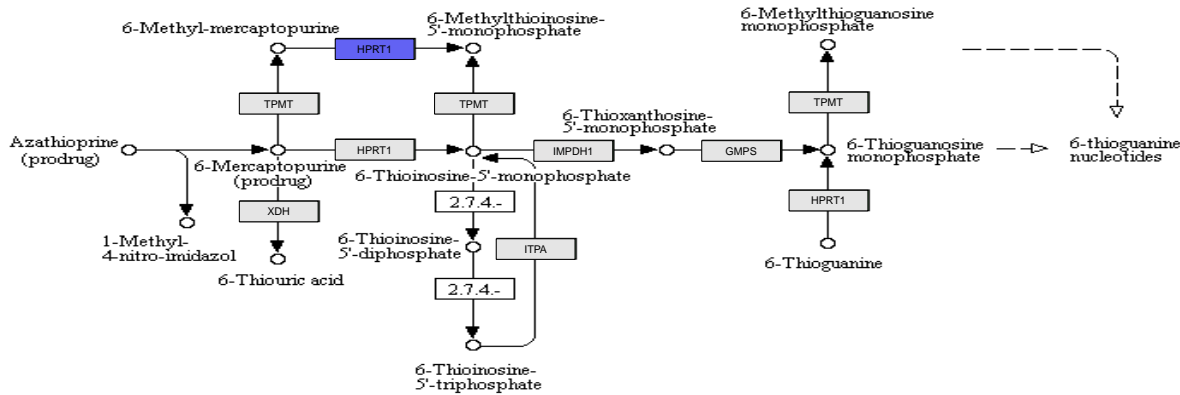 6-Methyl-mercaptopurine
HPRT1
6-Methylthioinosine-
5'-monophosphate
6-Methylthioguanosine
monophosphate
TPMT
TPMT
TPMT
Azathioprine
(prodrug)
6-Mercaptopurine
(prodrug)
HPRT1
6-Thioinosine-5'-monophosphate
IMPDH1
6-Thioxanthosine-
5'-monophosphate
GMPS
6-Thioguanosine
monophosphate
6-thioguanine
nucleotides
1-Methyl-
4-nitro-imidazol
XDH
6-Thiouric acid
2.7.4.-
6-Thioinosine-
5'-diphosphate
ITPA
2.7.4.-
6-Thioinosine-
5'-triphosphate
HPRT1
6-Thioguanine